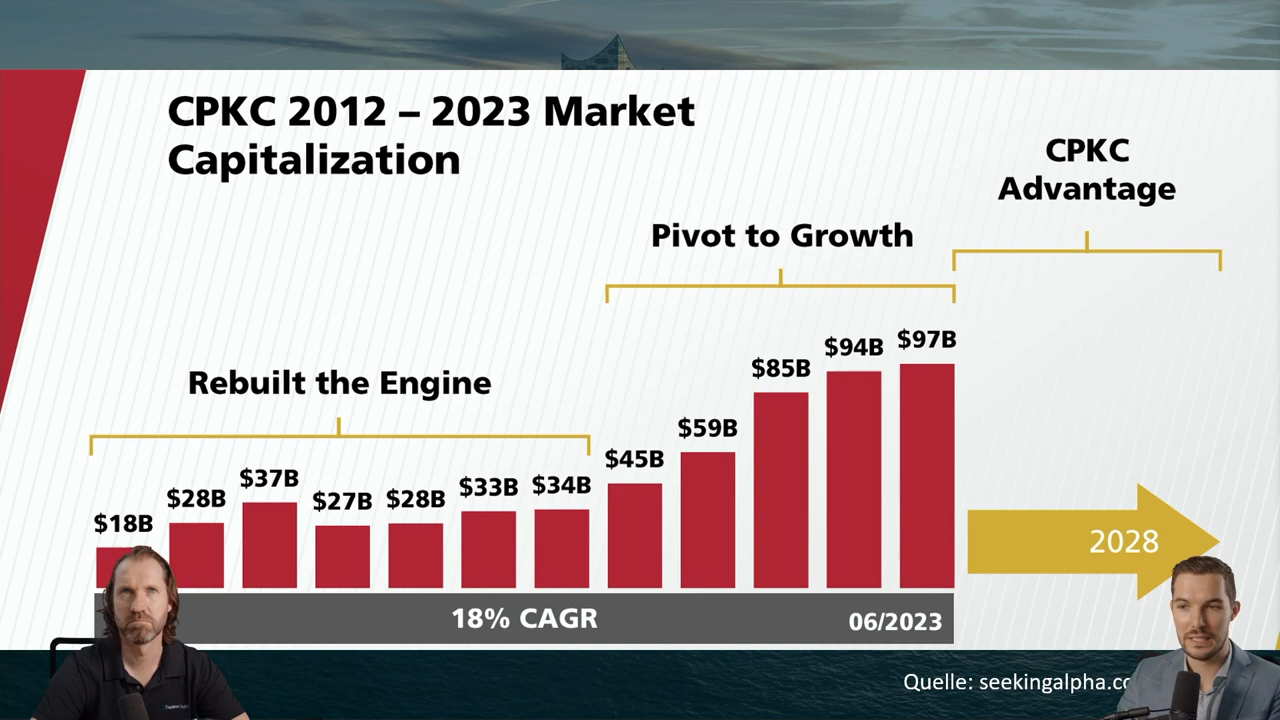 CPKC 2012 – 2023 Market
Capitalization
CPKC
Advantage
Pivot to Growth
Rebuilt the Engine
$18B
$28B
$37B
$27B
$28B
$33B
$34B
$45B
$59B
$85B
$94B
$97B
2028
18% CAGR
06/2023
Quelle: